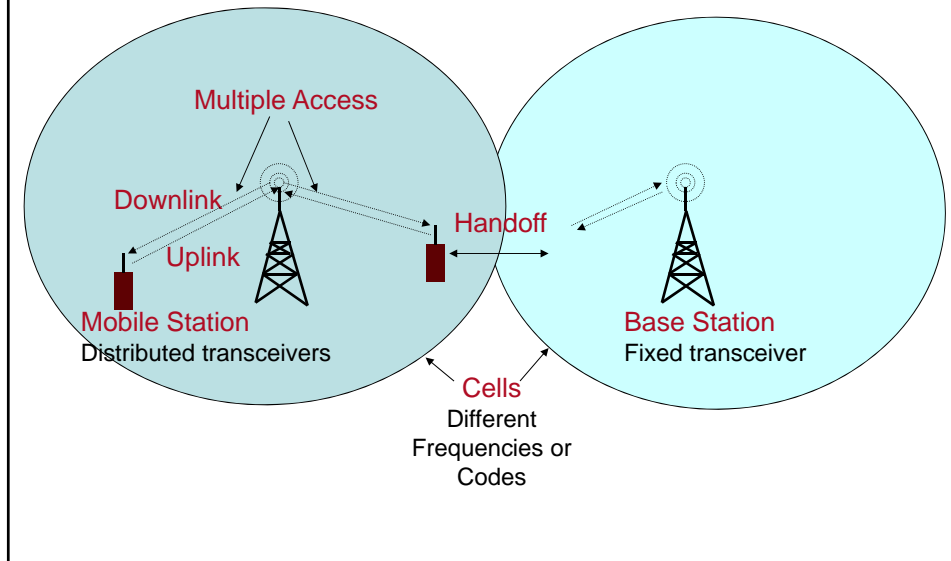 Multiple Access
Downlink
Uplink
Handoff
Mobile Station
Distributed transceivers
Base Station
Fixed transceiver
Cells
Different
Frequencies or
Codes